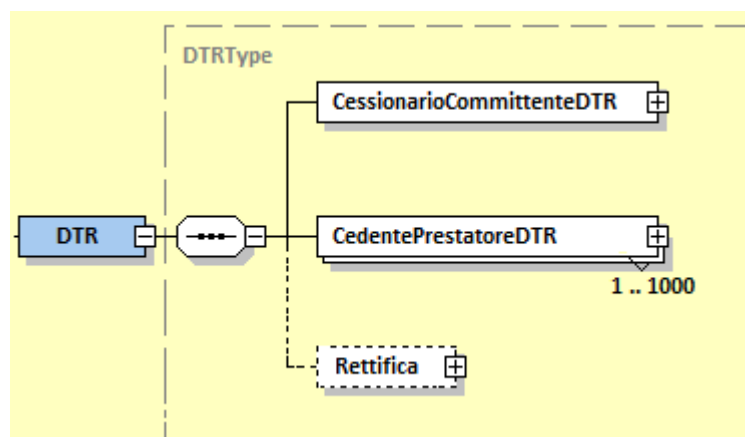 DTRType
CessionarioCommittenteDTR
DTR
CedentePrestatoreDTR
1 .. 1000
Rettifica